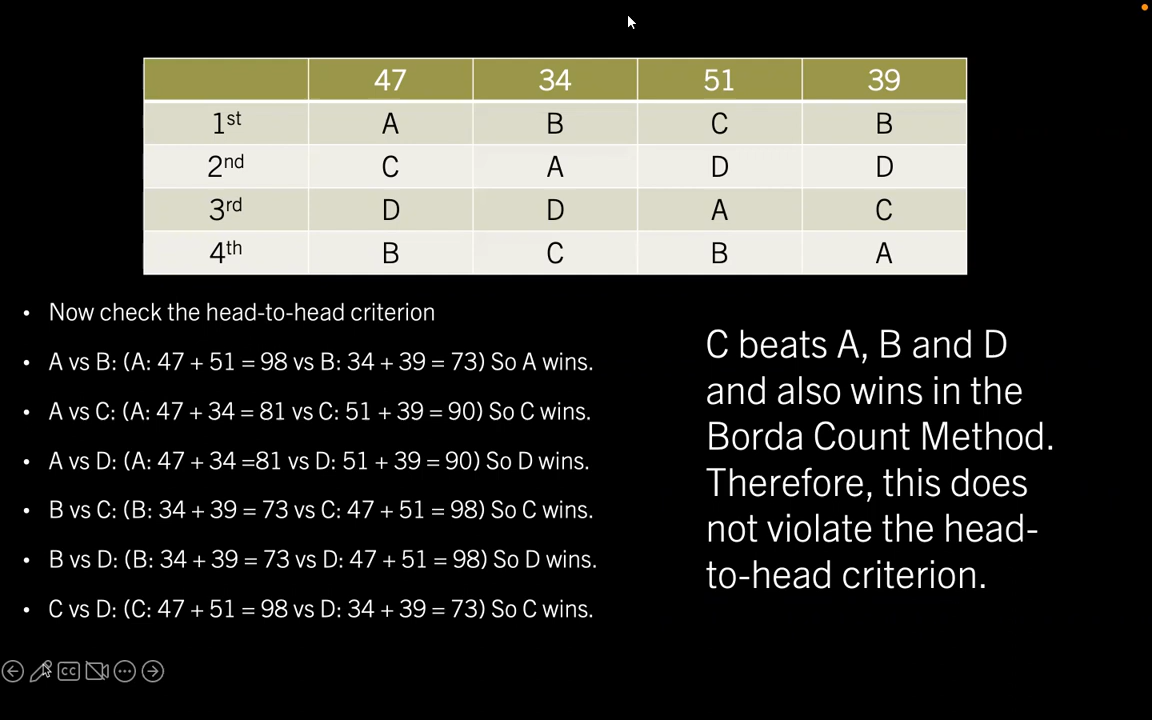 47 34 51 39
1st A B C B
2nd C A D D
3rd D D A C
4th B C B A
• Now check the head-to-head criterion
• A vs B: (A: 47 + 51 = 98 vs B: 34 + 39 = 73) So A wins.
• A vs C: (A: 47 + 34 = 81 vs C: 51 + 39 = 90) So C wins.
• A vs D: (A: 47 + 34 =81 vs D: 51 + 39 = 90) So D wins.
• B vs C: (B: 34 + 39 = 73 vs C: 47 + 51 = 98) So C wins.
• B vs D: (B: 34 + 39 = 73 vs D: 47 + 51 = 98) So D wins.
• C vs D: (C: 47 + 51 = 98 vs D: 34 + 39 = 73) So C wins.
C beats A, B and D
and also wins in the
Borda Count Method.
Therefore, this does
not violate the head-
to-head criterion.
CC